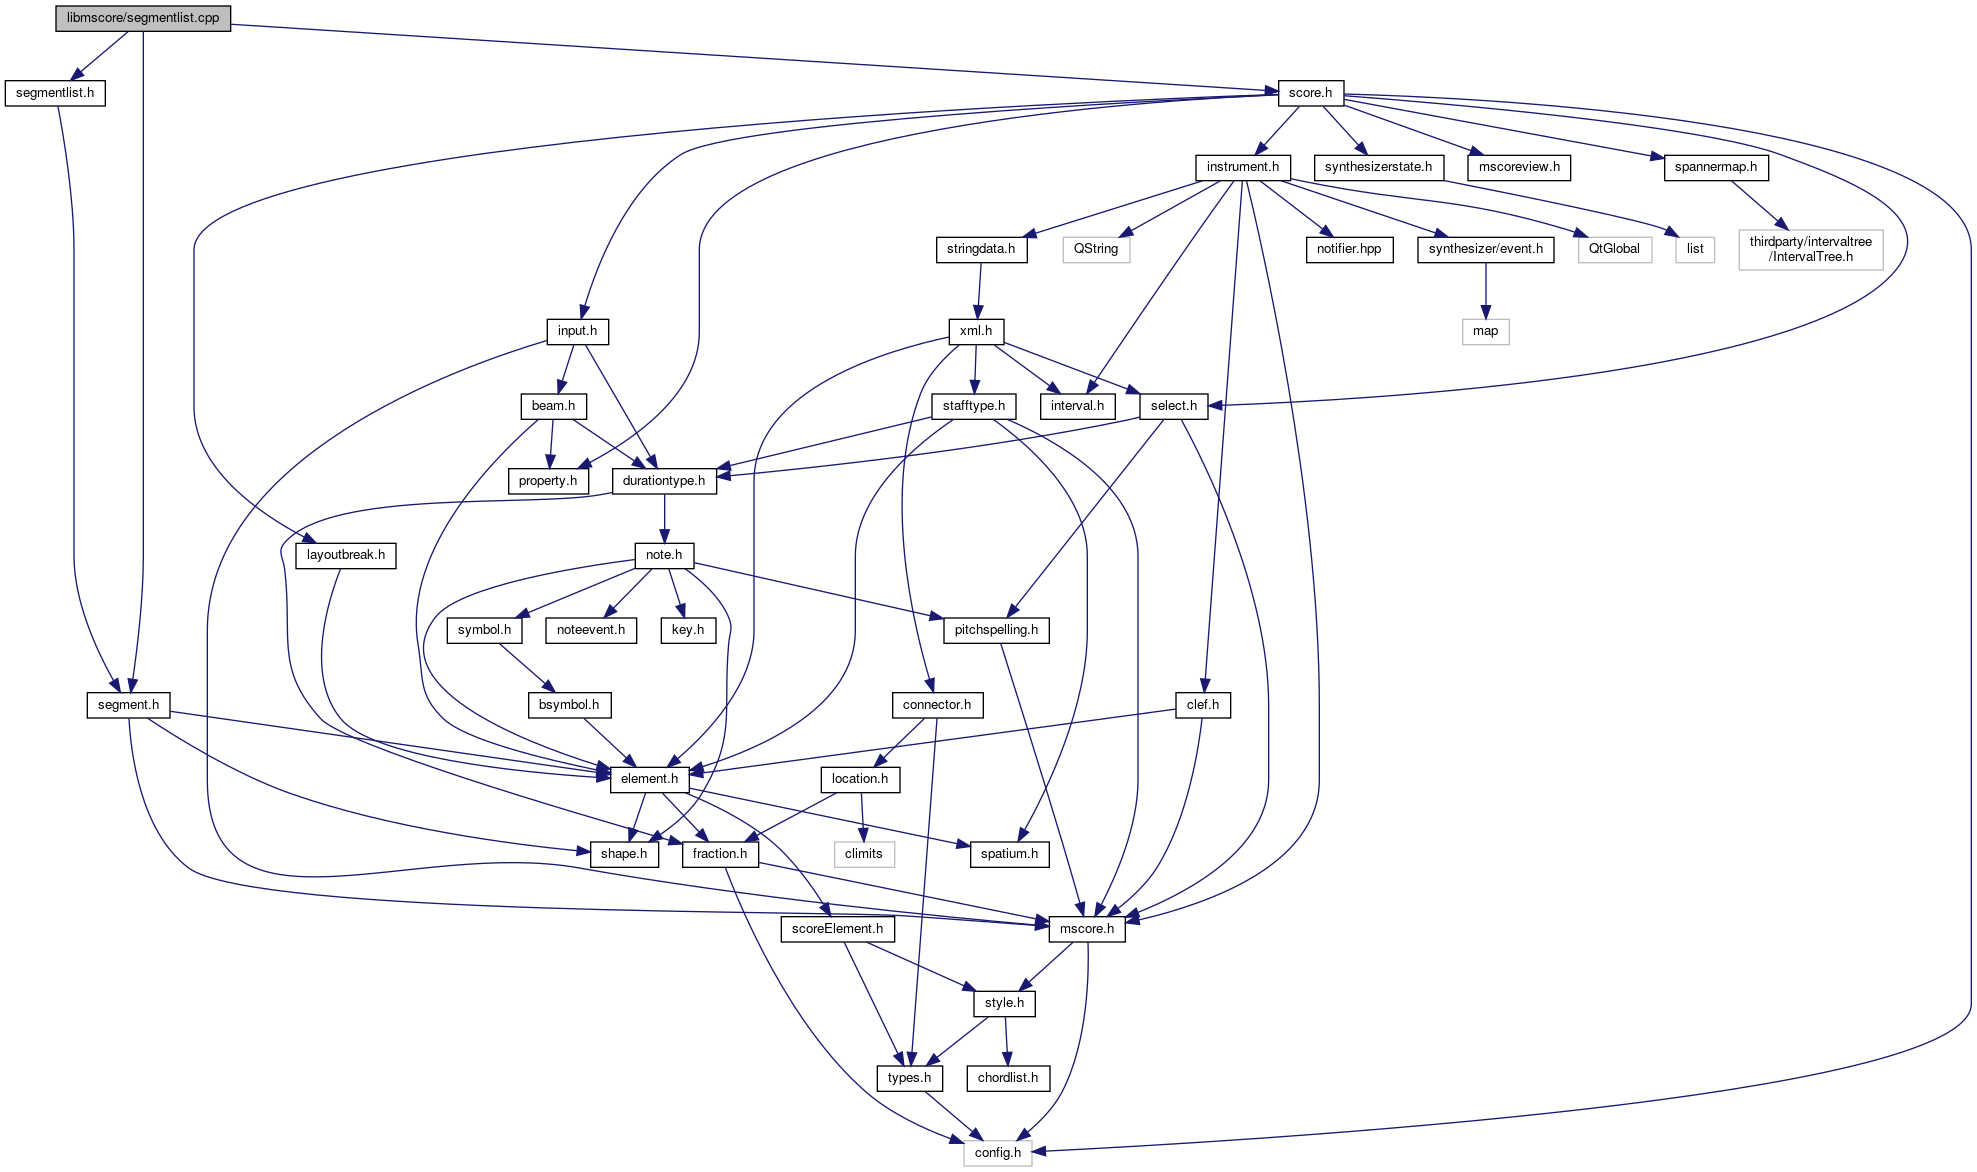 libmscore/segmentlist.cpp
segmentlist.h
score.h
instrument.h
synthesizerstate.h
mscoreview.h
spannermap.h
stringdata.h
QString
notifier.hpp
synthesizer/event.h
QtGlobal
list
thirdparty/intervaltree
/IntervalTree.h
input.h
xml.h
map
beam.h
stafftype.h
interval.h
select.h
property.h
durationtype.h
layoutbreak.h
note.h
symbol.h
noteevent.h
key.h
pitchspelling.h
segment.h
bsymbol.h
connector.h
clef.h
element.h
location.h
shape.h
fraction.h
climits
spatium.h
scoreElement.h
mscore.h
style.h
types.h
chordlist.h
config.h